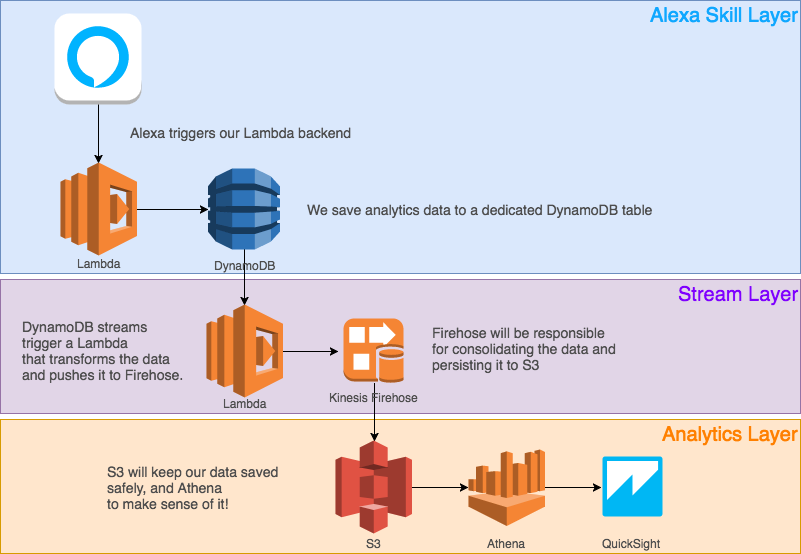 Alexa Skill Layer
Alexa triggers our Lambda backend
We save analytics data to a dedicated DynamoDB table
Lambda
DynamoDB
Stream Layer
DynamoDB streams
trigger a Lambda
that transforms the data
and pushes it to Firehose.
Firehose will be responsible
for consolidating the data and
persisting it to S3
Lambda
Kinesis Firehose
Analytics Layer
S3 will keep our data saved
safely, and Athena
to make sense of it!
S3
Athena
QuickSight